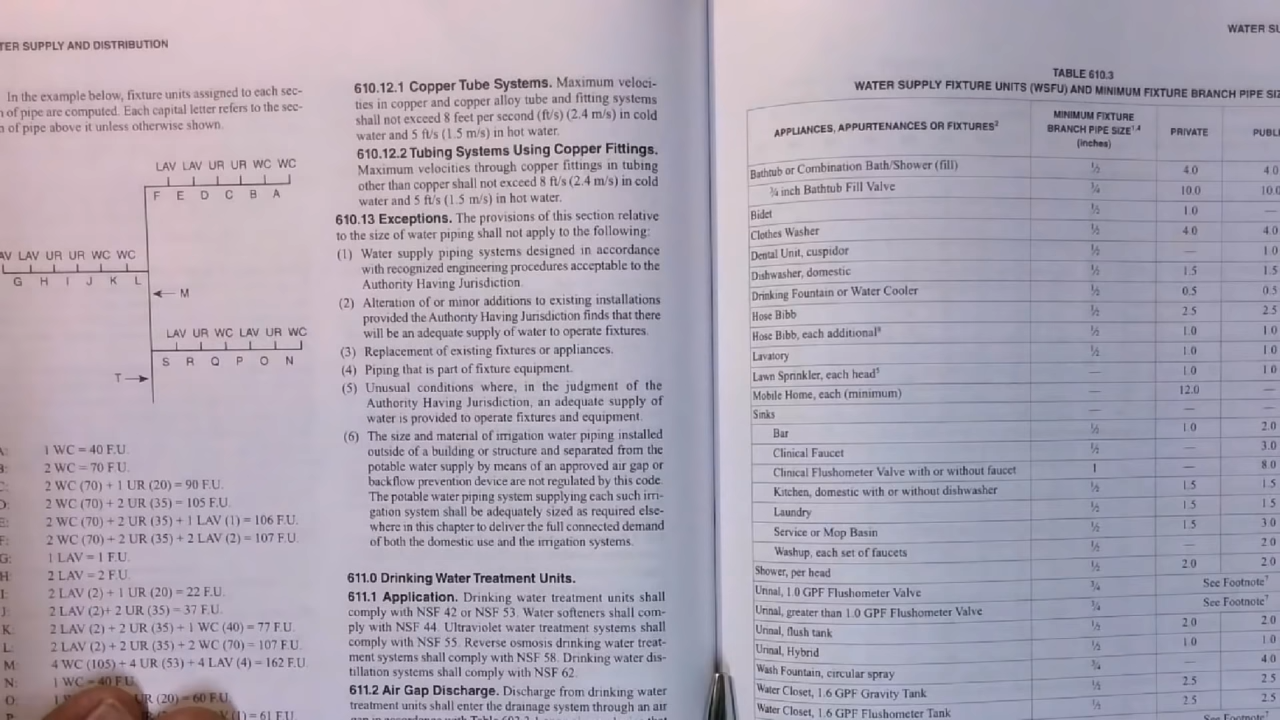 TER SUPPLY AND DISTRIBUTION
In the example below, fixture units assigned to each sec-
n of pipe are computed. Each capital letter refers to the sec-
n of pipe above it unless otherwise shown.
LAV LAV UR UR WC WC
F E D C B A
AV LAV UR UR WC WC
G H I J K L
M
LAV UR WC LAV UR WC
S R Q P O N
T
1 WC = 40 F.U.
B: 2 WC = 70 F.U.
C: 2 WC (70) + 1 UR (20) = 90 F.U.
D: 2 WC (70) + 2 UR (35) = 105 F.U.
E: 2 WC (70) + 2 UR (35) + 1 LAV (1) = 106 F.U.
F: 2 WC (70) + 2 UR (35) + 2 LAV (2) = 107 F.U.
G: 1 LAV = 1 F.U.
H: 2 LAV = 2 F.U.
I: 2 LAV (2) + 1 UR (20) = 22 F.U.
J: 2 LAV (2)+ 2 UR (35) = 37 F.U.
K: 2 LAV (2) + 2 UR (35) + 1 WC (40) = 77 F.U.
L: 2 LAV (2) + 2 UR (35) + 2 WC (70) = 107 F.U.
M: 4 WC (105) + 4 UR (53) + 4 LAV (4) = 162 F.U.
N: 1 WC = 40 F.U.
O: UR (20) = 60 F.U.
(1) = 61 F.U.
610.12.1 Copper Tube Systems. Maximum veloci-
ties in copper and copper alloy tube and fitting systems
shall not exceed 8 feet per second (ft/s) (2.4 m/s) in cold
water and 5 ft/s (1.5 m/s) in hot water.
610.12.2 Tubing Systems Using Copper Fittings.
Maximum velocities through copper fittings in tubing
other than copper shall not exceed 8 ft/s (2.4 m/s) in cold
water and 5 ft/s (1.5 m/s) in hot water.
610.13 Exceptions. The provisions of this section relative
to the size of water piping shall not apply to the following:
(1) Water supply piping systems designed in accordance
with recognized engineering procedures acceptable to the
Authority Having Jurisdiction.
(2) Alteration of or minor additions to existing installations
provided the Authority Having Jurisdiction finds that there
will be an adequate supply of water to operate fixtures.
(3) Replacement of existing fixtures or appliances.
(4) Piping that is part of fixture equipment.
(5) Unusual conditions where, in the judgment of the
Authority Having Jurisdiction, an adequate supply of
water is provided to operate fixtures and equipment.
(6) The size and material of irrigation water piping installed
outside of a building or structure and separated from the
potable water supply by means of an approved air gap or
backflow prevention device are not regulated by this code.
The potable water piping system supplying each such irri-
gation system shall be adequately sized as required else-
where in this chapter to deliver the full connected demand
of both the domestic use and the irrigation systems.
611.0 Drinking Water Treatment Units.
611.1 Application. Drinking water treatment units shall
comply with NSF 42 or NSF 53. Water softeners shall com-
ply with NSF 44. Ultraviolet water treatment systems shall
comply with NSF 55. Reverse osmosis drinking water treat-
ment systems shall comply with NSF 58. Drinking water dis-
tillation systems shall comply with NSF 62.
611.2 Air Gap Discharge. Discharge from drinking water
treatment units shall enter the drainage system through an air
WATER SU
TABLE 610.3
WATER SUPPLY FIXTURE UNITS (WSFU) AND MINIMUM FIXTURE BRANCH PIPE SIZ
APPLIANCES, APPURTENANCES OR FIXTURES² MINIMUM FIXTURE BRANCH PIPE SIZE¹,⁴ (inches) PRIVATE PUBL
Bathtub or Combination Bath/Shower (fill) ½ 4.0 4.0
¾ inch Bathtub Fill Valve ¾ 10.0 10.0
Bidet ½ 1.0 —
Clothes Washer ½ 4.0 4.0
Dental Unit, cuspidor ½ — 1.0
Dishwasher, domestic ½ 1.5 1.5
Drinking Fountain or Water Cooler ½ 0.5 0.5
Hose Bibb ½ 2.5 2.5
Hose Bibb, each additional⁸ ½ 1.0 1.0
Lavatory ½ 1.0 1.0
Lawn Sprinkler, each head⁵ — 1.0 1.0
Mobile Home, each (minimum) — 12.0 —
Sinks — — —
Bar ½ 1.0 2.0
Clinical Faucet ½ — 3.0
Clinical Flushometer Valve with or without faucet 1 — 8.0
Kitchen, domestic with or without dishwasher ½ 1.5 1.5
Laundry ½ 1.5 1.5
Service or Mop Basin ½ 1.5 3.0
Washup, each set of faucets ½ — 2.0
Shower, per head ½ 2.0 2.0
Urinal, 1.0 GPF Flushometer Valve ¾ See Footnote⁷
Urinal, greater than 1.0 GPF Flushometer Valve ¾ See Footnote⁷
Urinal, flush tank ½ 2.0 2.0
Urinal, Hybrid ½ 1.0 1.0
Wash Fountain, circular spray ¾ — 4.0
Water Closet, 1.6 GPF Gravity Tank ½ 2.5 2.5
Water Closet, 1.6 GPF Flushometer Tank ½ 2.5 2.5
See Footnote⁷